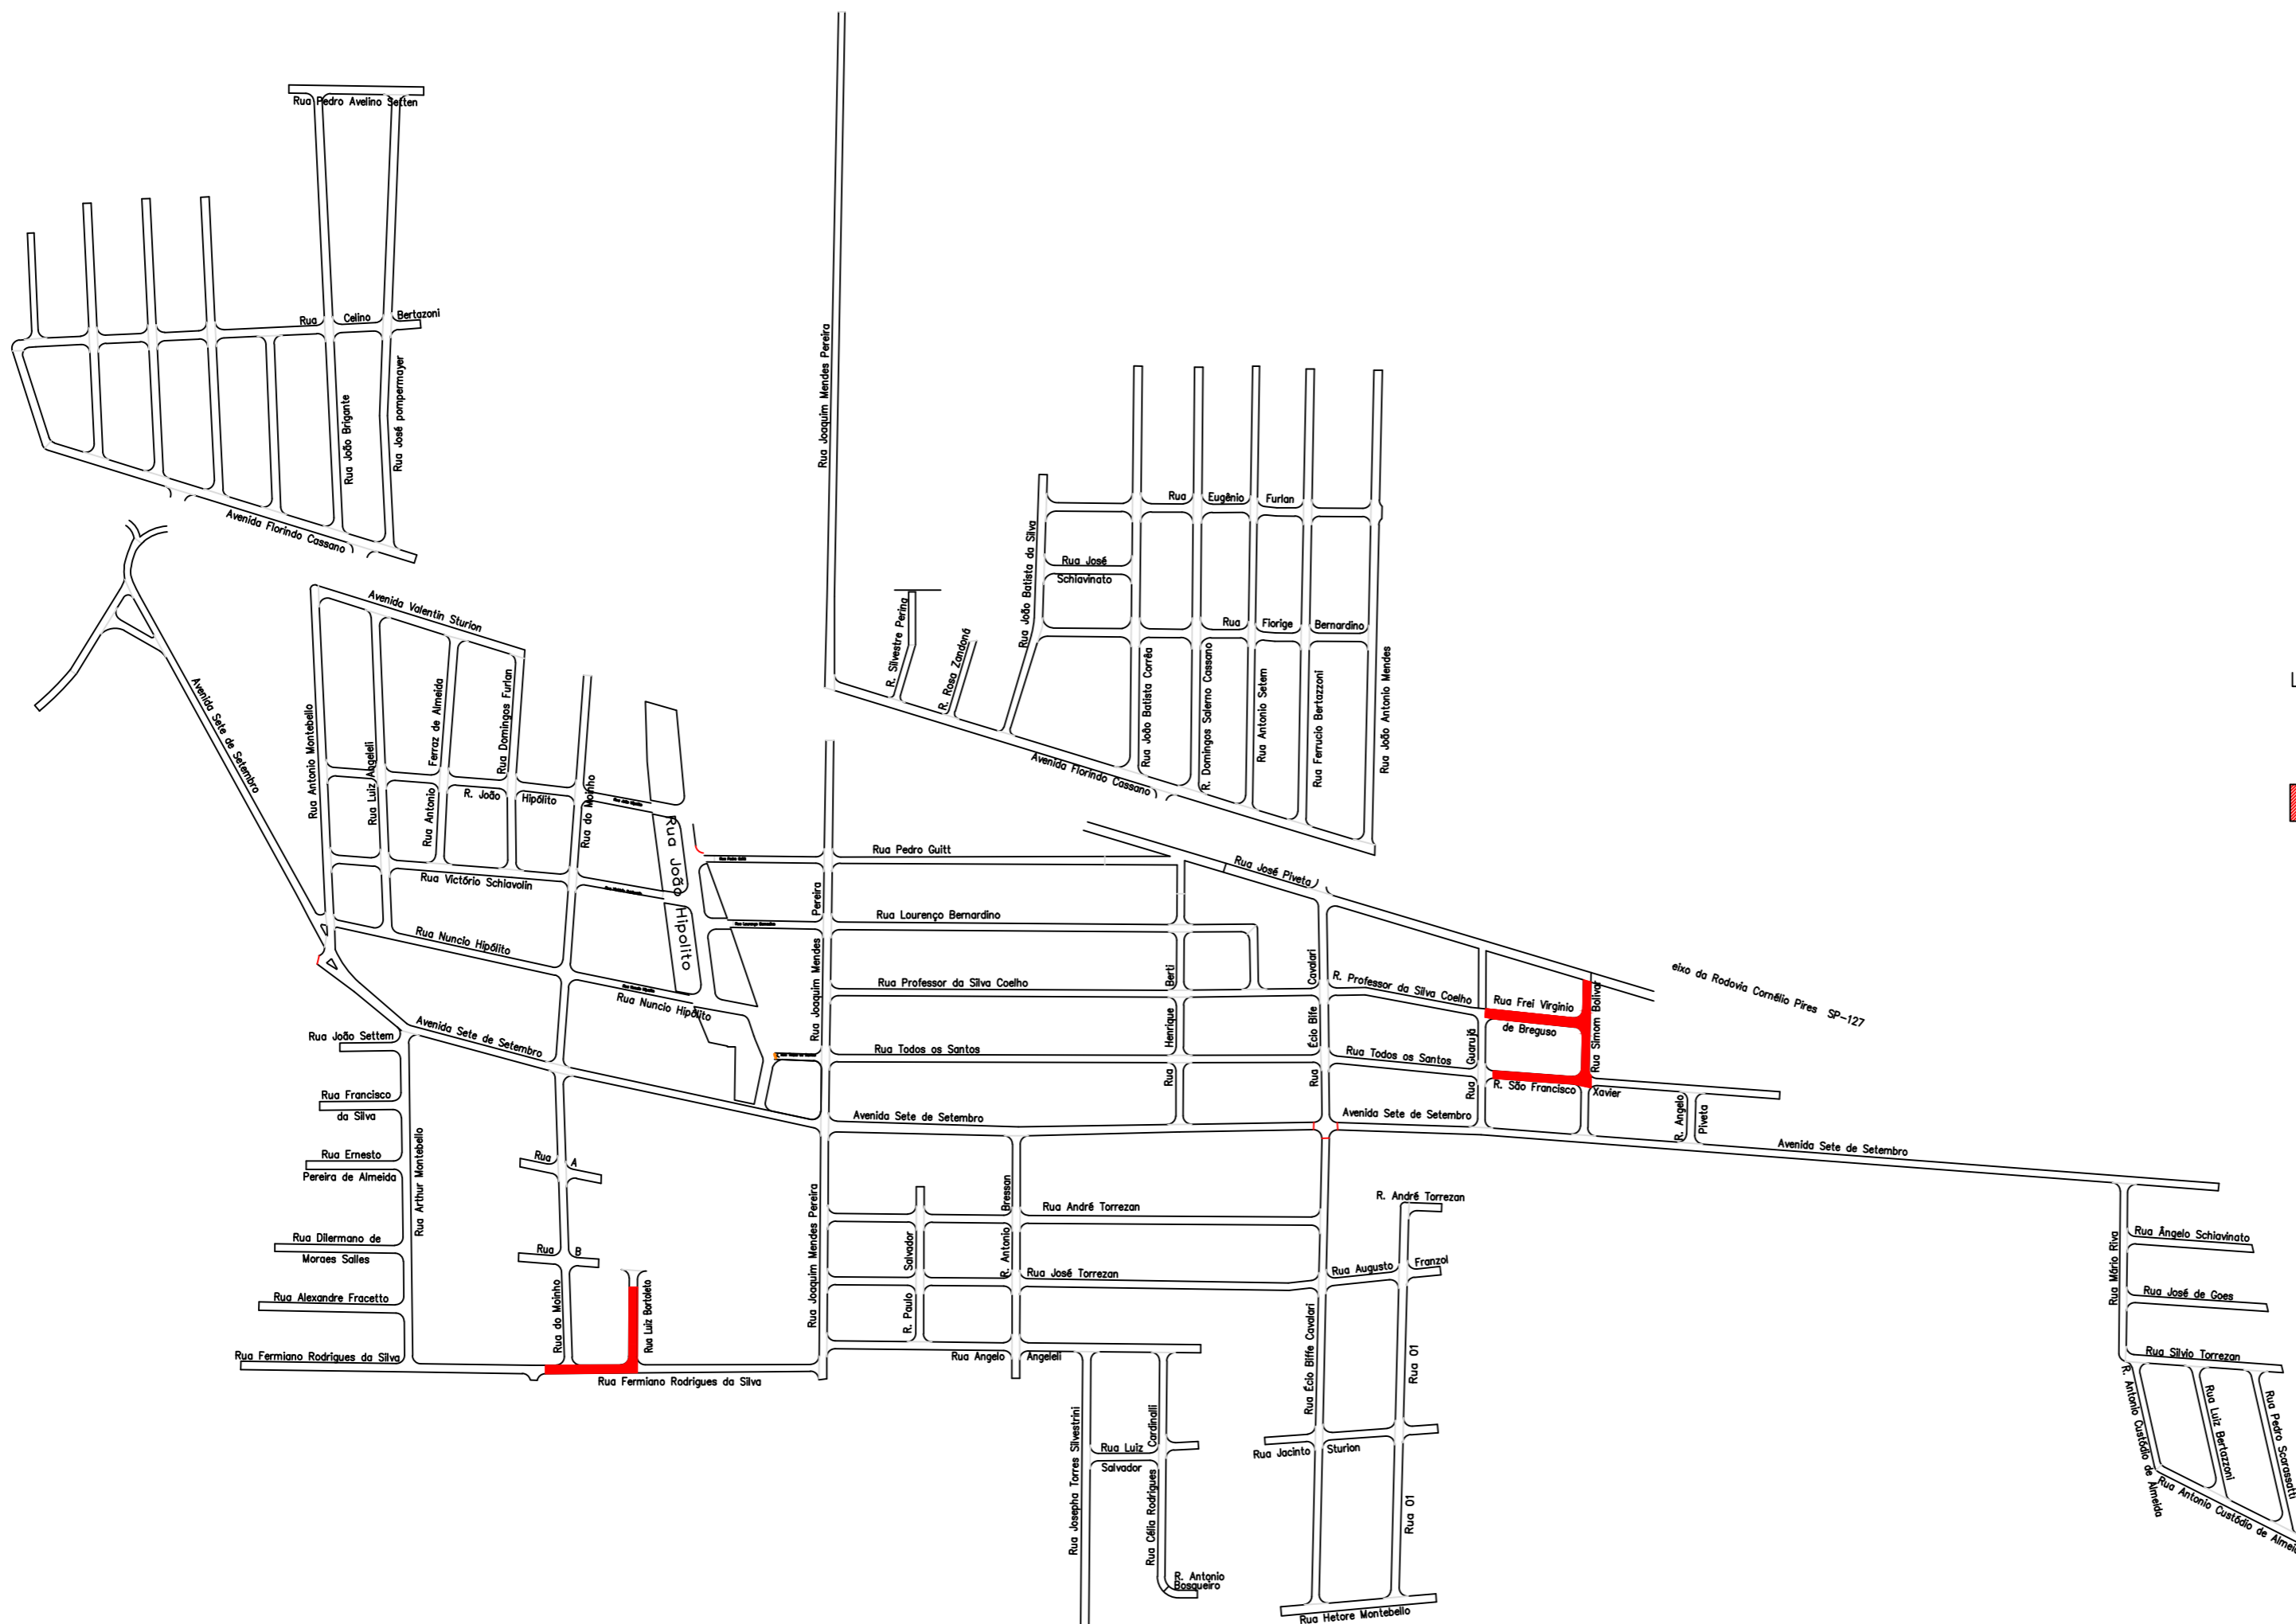 Rua Pedro Avelino Setten
Rua Celino Bertazoni
Rua João Brigante
Rua José pompermayer
Avenida Florindo Cassano
Rua Joaquim Mendes Pereira
Rua Eugênio Furlan
Rua José
Schiavinato
Rua João Batista da Silva
Rua Florige Bernardino
R. Silvestre Perina
R. Rosa Zandoná
Rua João Batista Corrêa
R. Domingos Salerno Cassano
Rua Antonio Setem
Rua Ferrucio Bertazzoni
Rua João Antonio Mendes
Avenida Florindo Cassano
Avenida Valentin Sturion
Avenida Sete de Setembro
Rua Antonio Montebello
Rua Luiz Angeleli
Rua Antonio Ferraz de Almeida
Rua Domingos Furlan
Rua do Moinho
R. João Hipólito
Rua João Hipolito
Rua Victório Schiavolin
Rua Nuncio Hipólito
Rua Nuncio Hipólito
Rua Pedro Guitt
Rua José Piveta
Rua Lourenço Bernardino
Rua Joaquim Mendes Pereira
Rua Professor da Silva Coelho
R. Professor da Silva Coelho
Rua Henrique Berti
Rua Écio Bife Cavalari
Rua Frei Virginio
de Breguso
Rua Simom Bolivar
eixo da Rodovia Cornélio Pires SP-127
Rua Guarujá
Rua Todos os Santos
Rua Todos os Santos
R. São Francisco Xavier
R. Angelo
Piveta
Avenida Sete de Setembro
Avenida Sete de Setembro
Avenida Sete de Setembro
Avenida Sete de Setembro
Rua João Settem
Rua Francisco
da Silva
Rua Ernesto
Pereira de Almeida
Rua Arthur Montebello
Rua Dilermano de
Moraes Salles
Rua Alexandre Fracetto
Rua Fermiano Rodrigues da Silva
Rua A
Rua B
Rua do Moinho
Rua Luiz Bortoleto
Rua Fermiano Rodrigues da Silva
Rua Joaquim Mendes Pereira
R. Paulo Salvador
R. Antonio Bressan
Rua André Torrezan
R. André Torrezan
Rua José Torrezan
Rua Augusto Franzol
Rua Angelo Angeleli
Rua Écio Biffe Cavalari
Rua 01
Rua 01
Rua Josepha Torres Silvestrini
Rua Luiz
Salvador
Rua Célia Rodrigues Cardinalli
Rua Jacinto Sturion
R. Antonio
Bosqueiro
Rua Hetore Montebello
Rua Mário Riva
Rua Ângelo Schiavinato
Rua José de Goes
Rua Silvio Torrezan
R. Antonio Custódio de Almeida
Rua Luiz Bertazzoni
Rua Pedro Scarassatti
Rua Antonio Custódio de